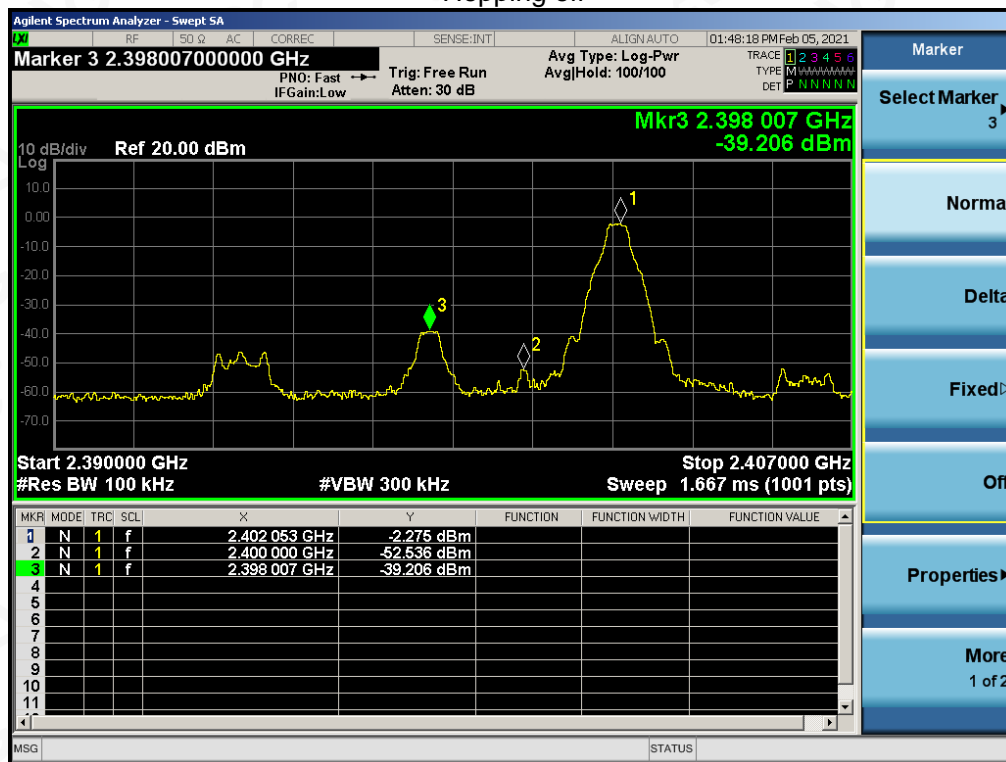 Agilent Spectrum Analyzer - Swept SA
LXI RF 50 Ω AC CORREC SENSE:INT ALIGN AUTO 01:48:18 PM Feb 05, 2021
Marker 3 2.398007000000 GHz
PNO: Fast
IFGain:Low
Trig: Free Run
Atten: 30 dB
Avg Type: Log-Pwr
Avg|Hold: 100/100
TRACE 1 2 3 4 5 6
TYPE M WWWWW
DET P N N N N N
Mkr3 2.398 007 GHz
-39.206 dBm
10 dB/div Ref 20.00 dBm
Log
10.0
0.00
-10.0
-20.0
-30.0
-40.0
-50.0
-60.0
-70.0
1
3
2
Start 2.390000 GHz Stop 2.407000 GHz
#Res BW 100 kHz #VBW 300 kHz Sweep 1.667 ms (1001 pts)
MKR MODE TRC SCL X Y FUNCTION FUNCTION WIDTH FUNCTION VALUE
1 N 1 f 2.402 053 GHz -2.275 dBm
2 N 1 f 2.400 000 GHz -52.536 dBm
3 N 1 f 2.398 007 GHz -39.206 dBm
4
5
6
7
8
9
10
11
MSG STATUS
Marker
Select Marker
3
Norma
Delta
Fixed
Off
Properties
More
1 of 2